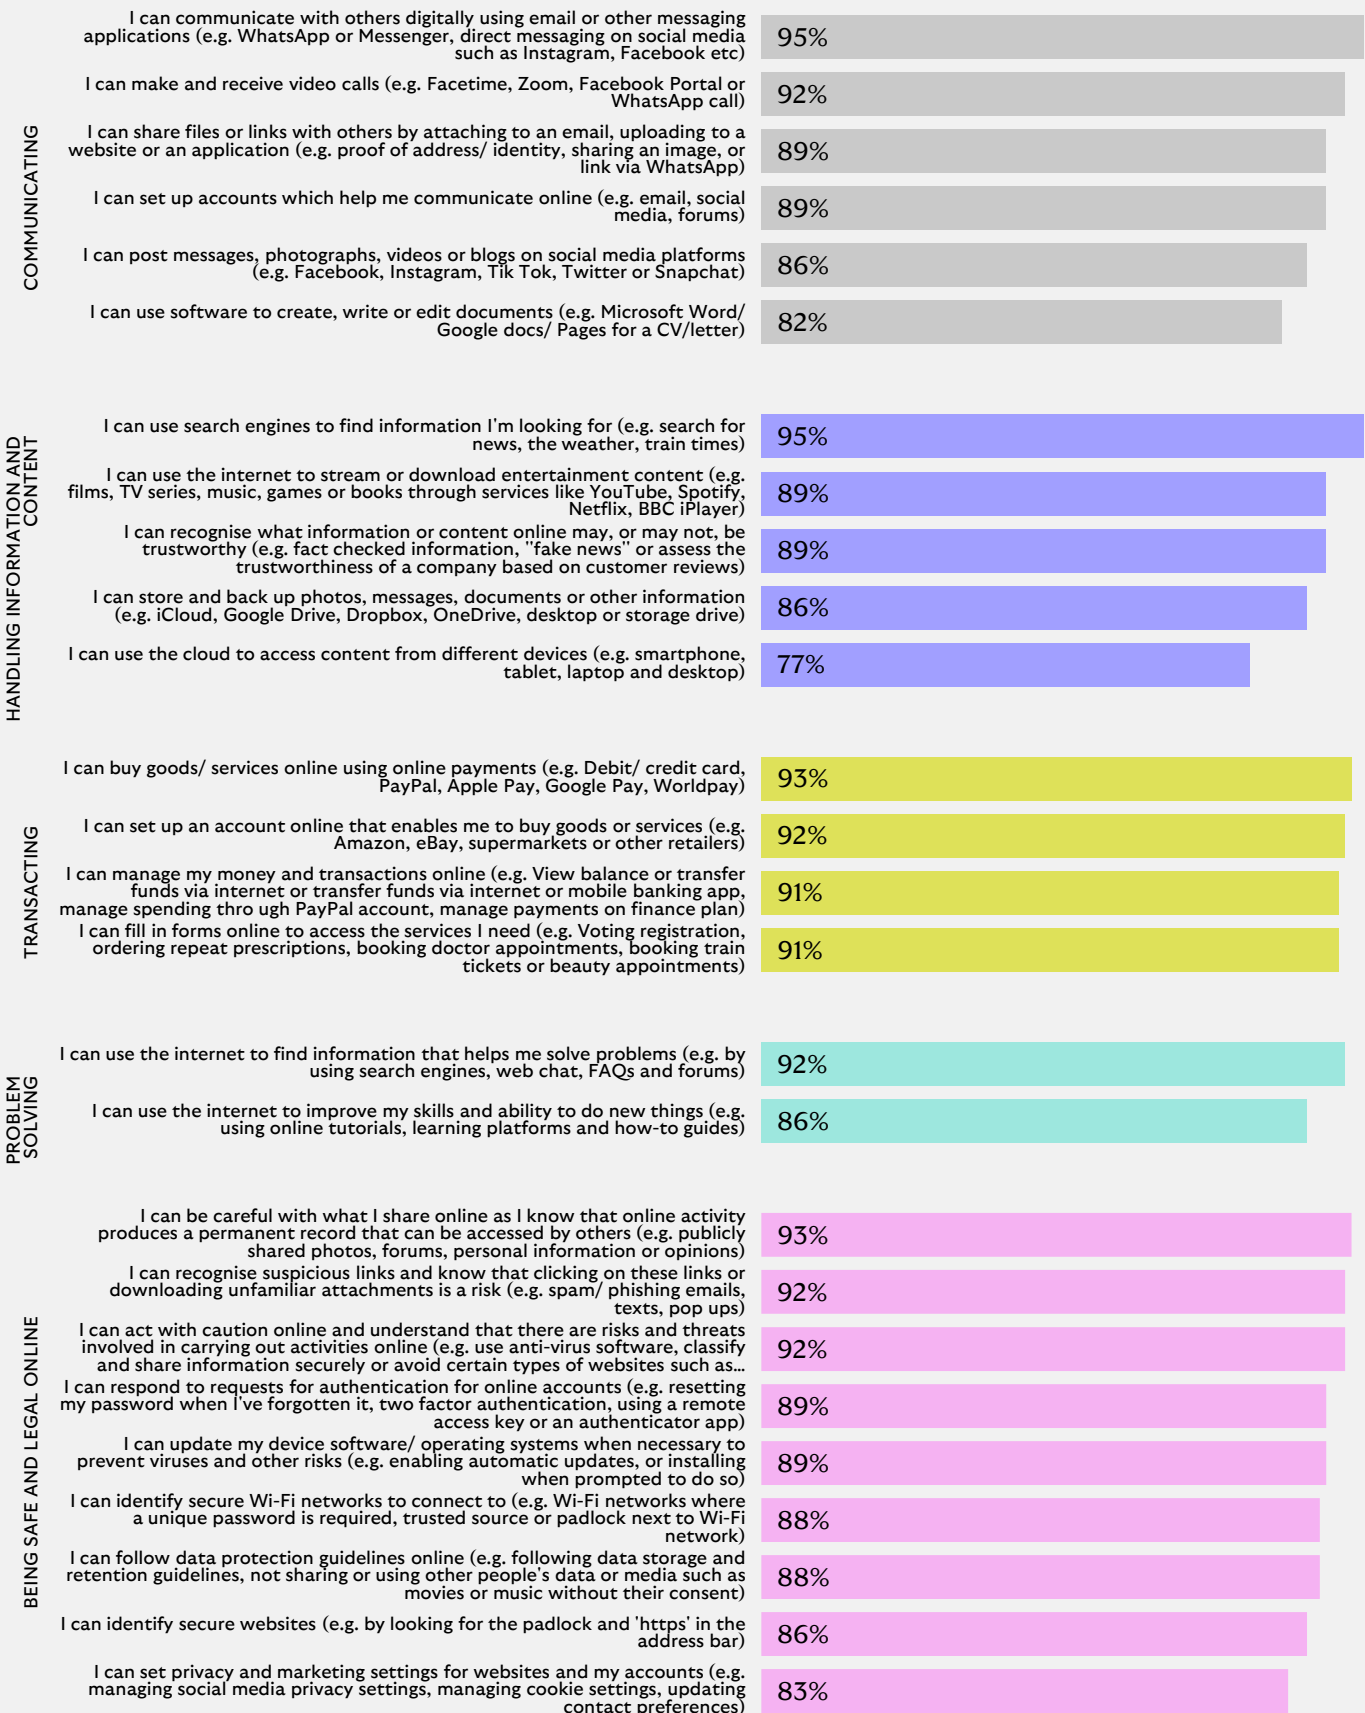 COMMUNICATING
I can communicate with others digitally using email or other messaging
applications (e.g. WhatsApp or Messenger, direct messaging on social media
such as Instagram, Facebook etc)
95%
I can make and receive video calls (e.g. Facetime, Zoom, Facebook Portal or
WhatsApp call)
92%
I can share files or links with others by attaching to an email, uploading to a
website or an application (e.g. proof of address/ identity, sharing an image, or
link via WhatsApp)
89%
I can set up accounts which help me communicate online (e.g. email, social
media, forums)
89%
I can post messages, photographs, videos or blogs on social media platforms
(e.g. Facebook, Instagram, Tik Tok, Twitter or Snapchat)
86%
I can use software to create, write or edit documents (e.g. Microsoft Word/
Google docs/ Pages for a CV/letter)
82%
HANDLING INFORMATION AND
CONTENT
I can use search engines to find information I'm looking for (e.g. search for
news, the weather, train times)
95%
I can use the internet to stream or download entertainment content (e.g.
films, TV series, music, games or books through services like YouTube, Spotify,
Netflix, BBC iPlayer)
89%
I can recognise what information or content online may, or may not, be
trustworthy (e.g. fact checked information, "fake news" or assess the
trustworthiness of a company based on customer reviews)
89%
I can store and back up photos, messages, documents or other information
(e.g. iCloud, Google Drive, Dropbox, OneDrive, desktop or storage drive)
86%
I can use the cloud to access content from different devices (e.g. smartphone,
tablet, laptop and desktop)
77%
TRANSACTING
I can buy goods/ services online using online payments (e.g. Debit/ credit card,
PayPal, Apple Pay, Google Pay, Worldpay)
93%
I can set up an account online that enables me to buy goods or services (e.g.
Amazon, eBay, supermarkets or other retailers)
92%
I can manage my money and transactions online (e.g. View balance or transfer
funds via internet or transfer funds via internet or mobile banking app,
manage spending thro ugh PayPal account, manage payments on finance plan)
91%
I can fill in forms online to access the services I need (e.g. Voting registration,
ordering repeat prescriptions, booking doctor appointments, booking train
tickets or beauty appointments)
91%
PROBLEM
SOLVING
I can use the internet to find information that helps me solve problems (e.g. by
using search engines, web chat, FAQs and forums)
92%
I can use the internet to improve my skills and ability to do new things (e.g.
using online tutorials, learning platforms and how-to guides)
86%
BEING SAFE AND LEGAL ONLINE
I can be careful with what I share online as I know that online activity
produces a permanent record that can be accessed by others (e.g. publicly
shared photos, forums, personal information or opinions)
93%
I can recognise suspicious links and know that clicking on these links or
downloading unfamiliar attachments is a risk (e.g. spam/ phishing emails,
texts, pop ups)
92%
I can act with caution online and understand that there are risks and threats
involved in carrying out activities online (e.g. use anti-virus software, classify
and share information securely or avoid certain types of websites such as...
92%
I can respond to requests for authentication for online accounts (e.g. resetting
my password when I've forgotten it, two factor authentication, using a remote
access key or an authenticator app)
89%
I can update my device software/ operating systems when necessary to
prevent viruses and other risks (e.g. enabling automatic updates, or installing
when prompted to do so)
89%
I can identify secure Wi-Fi networks to connect to (e.g. Wi-Fi networks where
a unique password is required, trusted source or padlock next to Wi-Fi
network)
88%
I can follow data protection guidelines online (e.g. following data storage and
retention guidelines, not sharing or using other people's data or media such as
movies or music without their consent)
88%
I can identify secure websites (e.g. by looking for the padlock and 'https' in the
address bar)
86%
I can set privacy and marketing settings for websites and my accounts (e.g.
managing social media privacy settings, managing cookie settings, updating
contact preferences)
83%